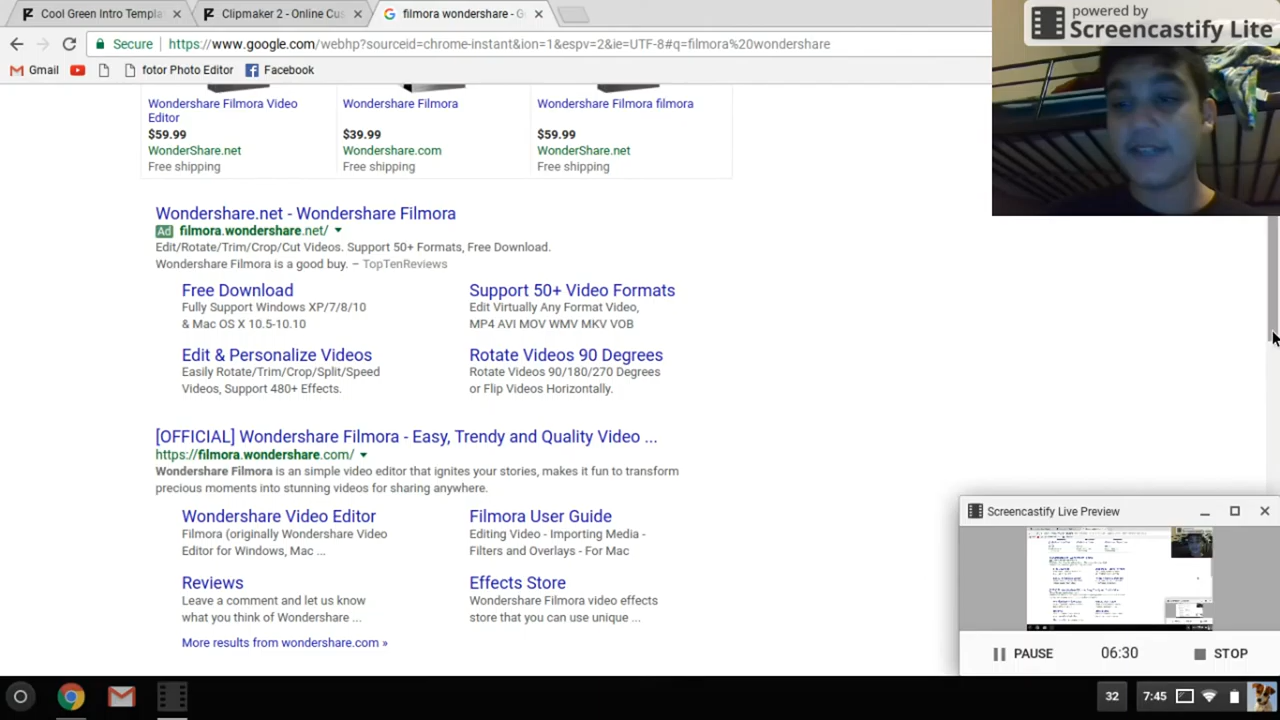 Cool Green Intro Templa
Clipmaker 2 - Online Cus
filmora wondershare - G
powered by
Screencastify Lite
Secure
https://www.google.com/webhp?sourceid=chrome-instant&ion=1&espv=2&ie=UTF-8#q=filmora%20wondershare
Gmail
fotor Photo Editor
Facebook
Wondershare Filmora Video
Editor
$59.99
WonderShare.net
Free shipping
Wondershare Filmora
$39.99
Wondershare.com
Free shipping
Wondershare Filmora filmora
$59.99
WonderShare.net
Free shipping
Wondershare.net - Wondershare Filmora
Ad filmora.wondershare.net/
Edit/Rotate/Trim/Crop/Cut Videos. Support 50+ Formats, Free Download.
Wondershare Filmora is a good buy. – TopTenReviews
Free Download
Fully Support Windows XP/7/8/10
& Mac OS X 10.5-10.10
Support 50+ Video Formats
Edit Virtually Any Format Video,
MP4 AVI MOV WMV MKV VOB
Edit & Personalize Videos
Easily Rotate/Trim/Crop/Split/Speed
Videos, Support 480+ Effects.
Rotate Videos 90 Degrees
Rotate Videos 90/180/270 Degrees
or Flip Videos Horizontally.
[OFFICIAL] Wondershare Filmora - Easy, Trendy and Quality Video ...
https://filmora.wondershare.com/
Wondershare Filmora is an simple video editor that ignites your stories, makes it fun to transform
precious moments into stunning videos for sharing anywhere.
Wondershare Video Editor
Filmora (originally Wondershare Video
Editor for Windows, Mac ...
Filmora User Guide
Editing Video - Importing Media -
Filters and Overlays - For Mac
Reviews
Leave a comment and let us know
what you think of Wondershare ...
Effects Store
Wondershare Filmora video effects
store that you can use unique ...
More results from wondershare.com »
Screencastify Live Preview
PAUSE
06:30
STOP
32
7:45